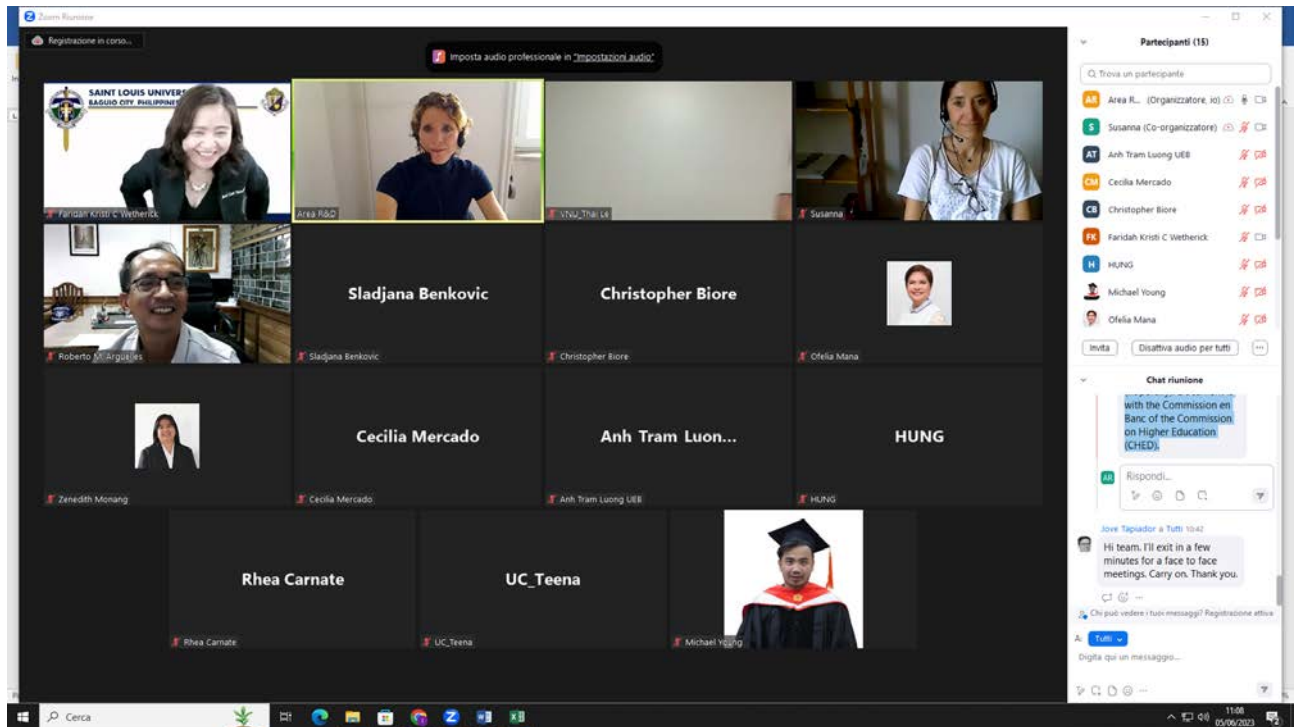 Zoom Riunione
Registrazione in corso...
Imposta audio professionale in "Impostazioni audio"
SAINT LOUIS UNIVERS
BAGUIO CITY, PHILIPPINES
Faridah Kristi C Wetherick
Area R&D
VNU_Thai Le
Susanna
Roberto M. Arguelles
Sladjana Benkovic
Sladjana Benkovic
Christopher Biore
Christopher Biore
Ofelia Mana
Zenedith Monang
Cecilia Mercado
Cecilia Mercado
Anh Tram Luon...
Anh Tram Luong UEB
HUNG
HUNG
Rhea Carnate
Rhea Carnate
UC_Teena
UC_Teena
Michael Young
Partecipanti (15)
Trova un partecipante
AR Area R... (Organizzatore, io)
S Susanna (Co-organizzatore)
AT Anh Tram Luong UEB
CM Cecilia Mercado
CB Christopher Biore
FK Faridah Kristi C Wetherick
H HUNG
Michael Young
Ofelia Mana
Invita
Disattiva audio per tutti
Chat riunione
with the Commission en
Banc of the Commission
on Higher Education
(CHED).
AR Rispondi...
Jove Tapiador a Tutti 10:42
Hi team. I'll exit in a few
minutes for a face to face
meetings. Carry on. Thank you.
Chi può vedere i tuoi messaggi? Registrazione attiva
A: Tutti
Digita qui un messaggio...
Cerca
11:08
05/06/2023